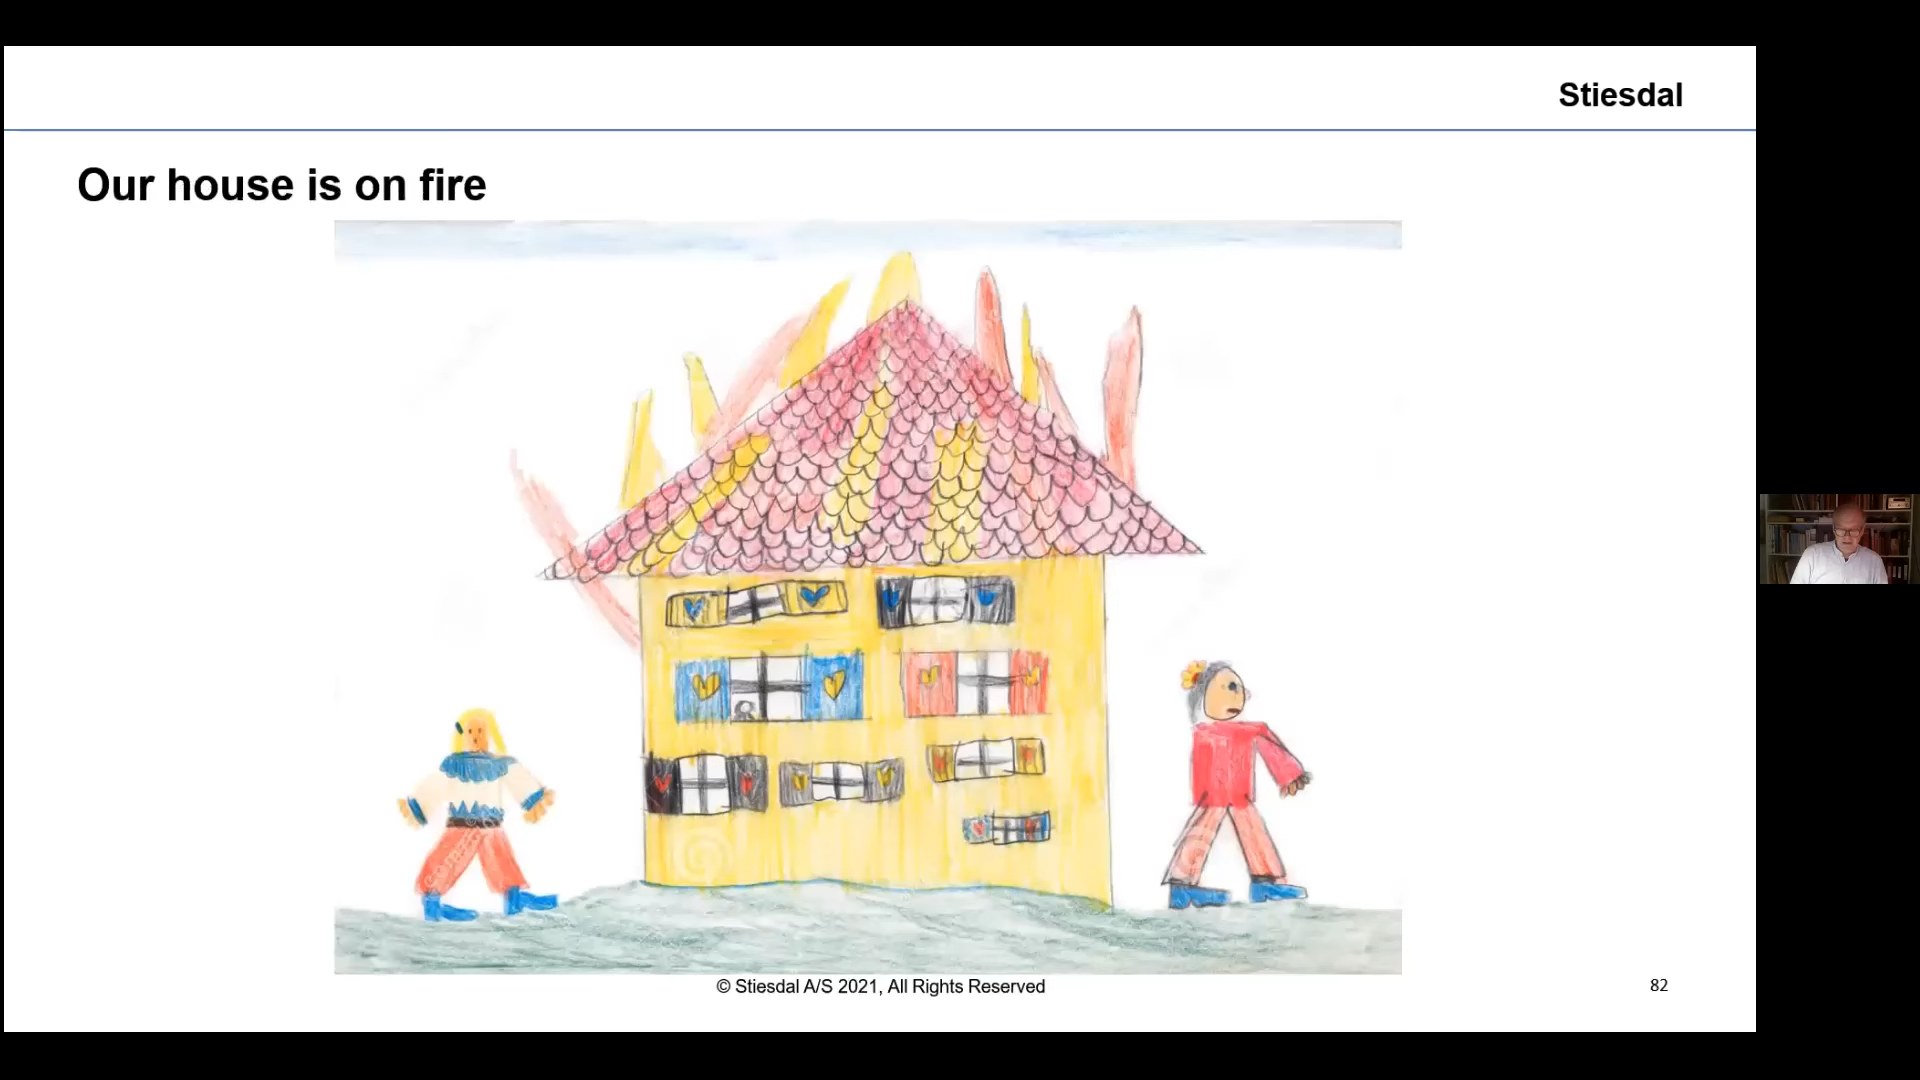 Stiesdal
Our house is on fire
© Stiesdal A/S 2021, All Rights Reserved
82